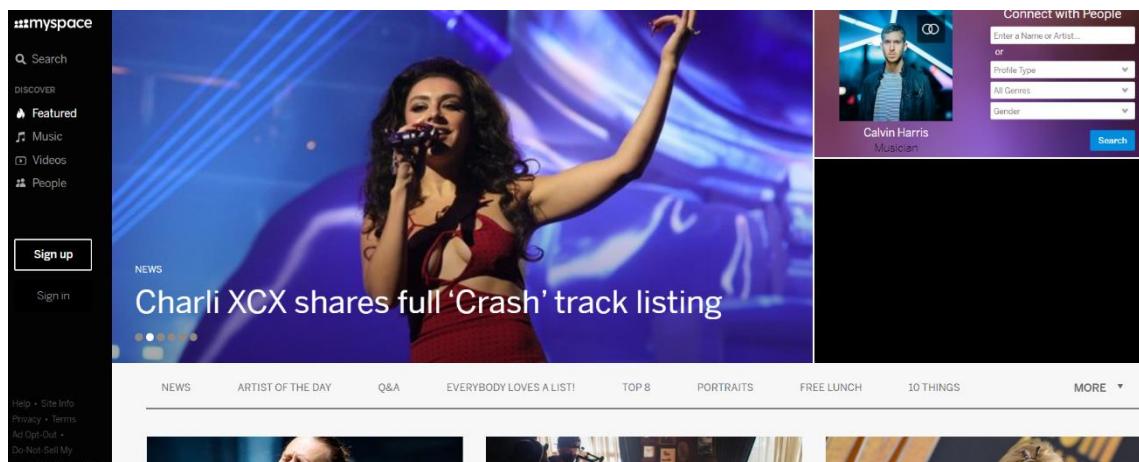 myspace
Search
DISCOVER
Featured
Music
Videos
People
Sign up
Sign in
Help • Site Info
Privacy • Terms
Ad Opt-Out •
Do-Not-Sell My
NEWS
Charli XCX shares full ‘Crash’ track listing
Calvin Harris
Musician
Connect with People
Enter a Name or Artist...
or
Profile Type
All Genres
Gender
Search
NEWS ARTIST OF THE DAY Q&A EVERYBODY LOVES A LIST! TOP 8 PORTRAITS FREE LUNCH 10 THINGS MORE